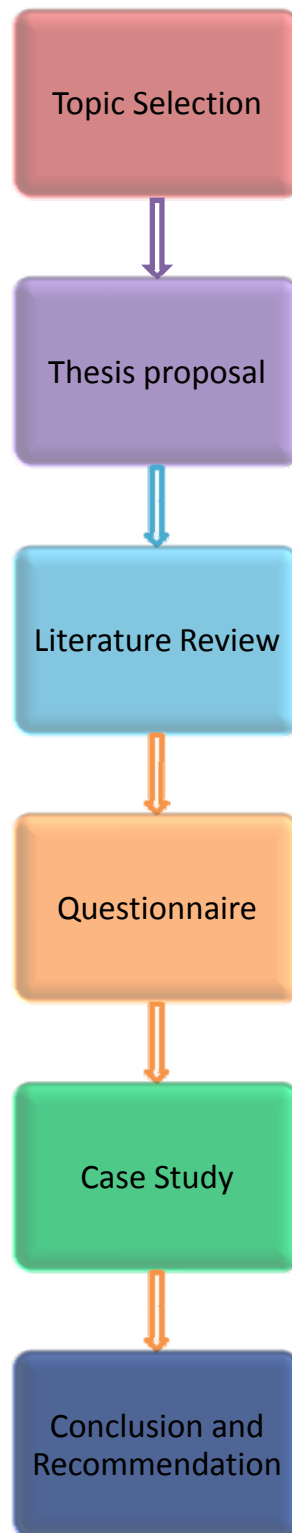 Topic Selection
Thesis proposal
Literature Review
Questionnaire
Case Study
Conclusion and
Recommendation